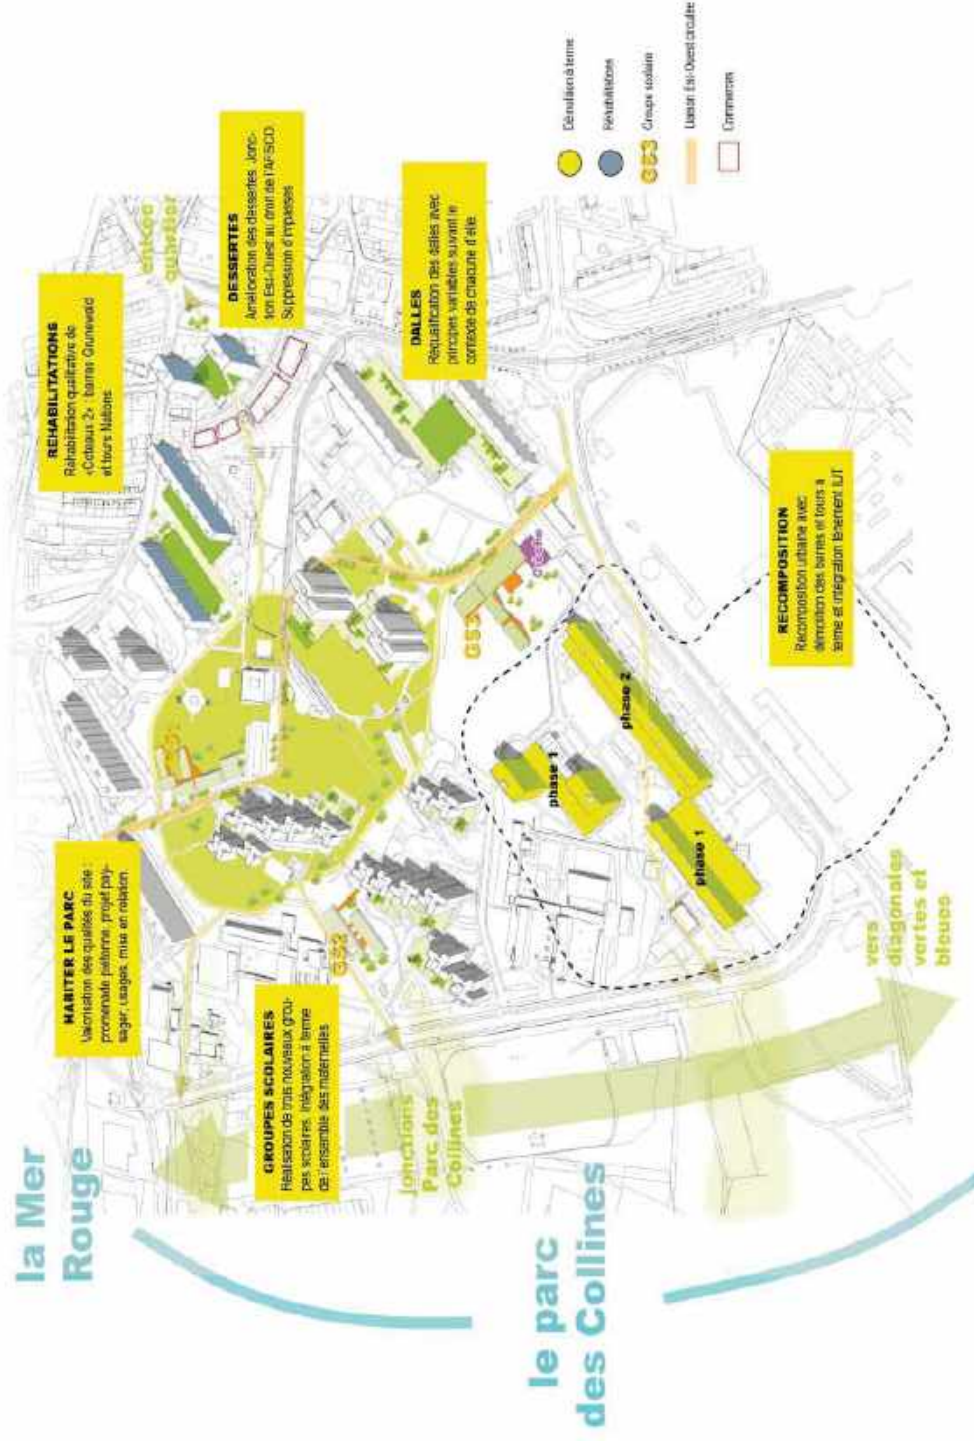 la Mer
Rouge
le parc
des Collines
HABITER LE PARC
Valorisation des qualités du site :
promenade piétonne, projet pay-
sager, usages, mise en relation
GROUPES SCOLAIRES
Réalisation de trois nouveaux grou-
pes scolaires. Intégration à terme
de l'ensemble des maternelles
Jonctions
Parc des
Collines
REHABILITATIONS
Réhabilitation qualitative de
«Coteaux 2» : barres Grunewald
et tours Nations
DESSERTES
Amélioration des dessertes. Jonc-
tion Est-Ouest au droit de l'AFSCO.
Suppression d'impasses
DALLES
Requalification des dalles avec
principes variables suivant le
contexte de chacune d'elle
GS2
GS3
phase 1
phase 2
phase 1
RECOMPOSITION
Recomposition urbaine avec
démolition des barres et tours à
terme et intégration tènement IUT
vers
diagonales
vertes et
bleues
Démolition à terme
Réhabilitations
GS3 Groupe scolaire
Liaison Est-Ouest circulée
Commerces